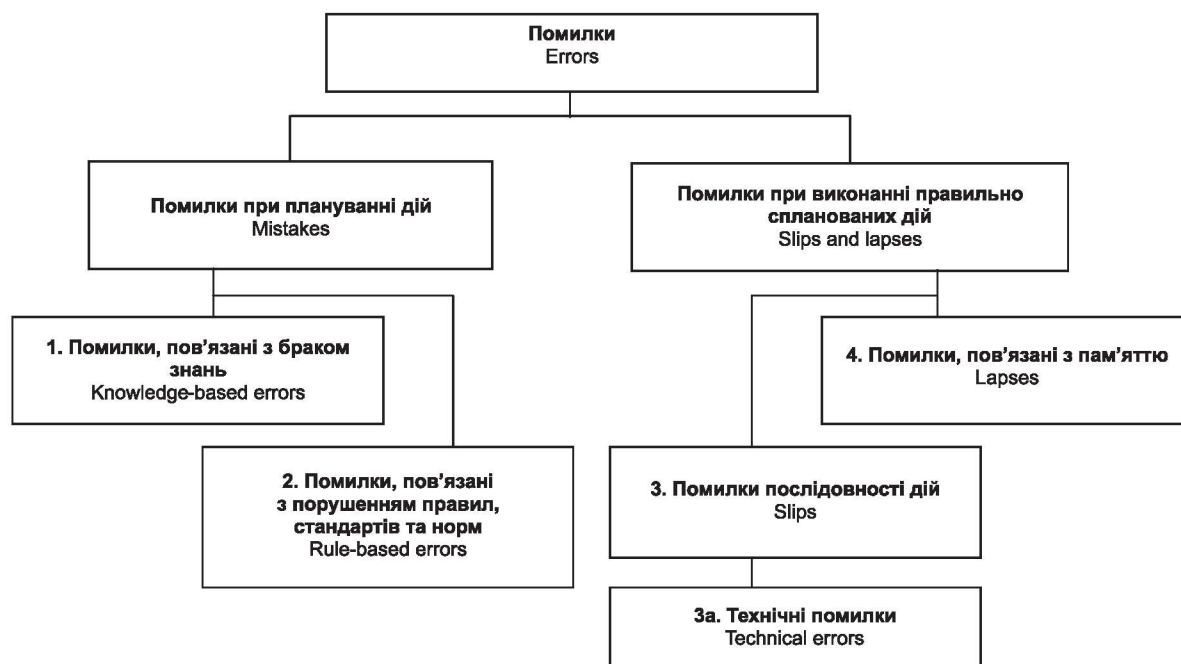 Помилки
Errors
Помилки при плануванні дій
Mistakes
Помилки при виконанні правильно
спланованих дій
Slips and lapses
1. Помилки, пов’язані з браком
знань
Knowledge-based errors
4. Помилки, пов’язані з пам’яттю
Lapses
2. Помилки, пов’язані
з порушенням правил,
стандартів та норм
Rule-based errors
3. Помилки послідовності дій
Slips
3а. Технічні помилки
Technical errors